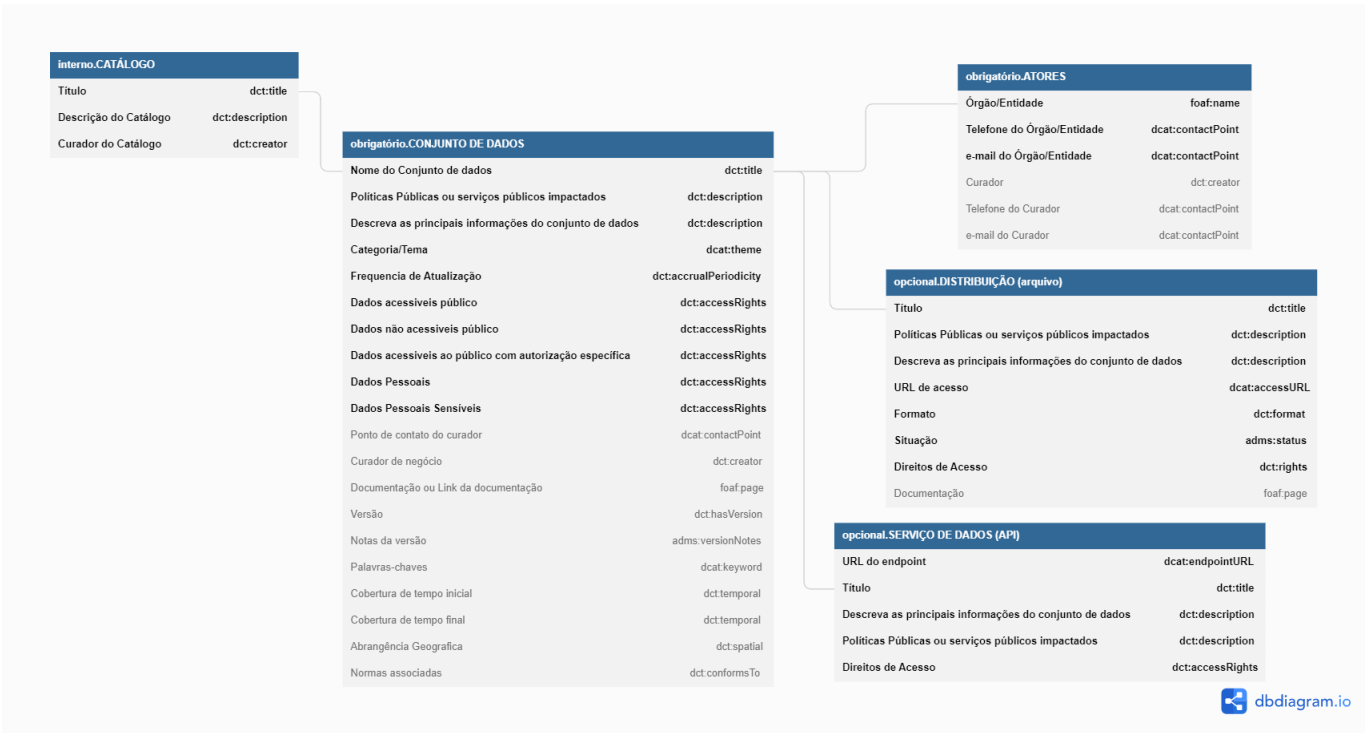 interno.CATÁLOGO
Título dct:title
Descrição do Catálogo dct:description
Curador do Catálogo dct:creator
obrigatório.CONJUNTO DE DADOS
Nome do Conjunto de dados dct:title
Políticas Públicas ou serviços públicos impactados dct:description
Descreva as principais informações do conjunto de dados dct:description
Categoria/Tema dcat:theme
Frequencia de Atualização dct:accrualPeriodicity
Dados acessiveis público dct:accessRights
Dados não acessiveis público dct:accessRights
Dados acessiveis ao público com autorização específica dct:accessRights
Dados Pessoais dct:accessRights
Dados Pessoais Sensíveis dct:accessRights
Ponto de contato do curador dcat:contactPoint
Curador de negócio dct:creator
Documentação ou Link da documentação foaf:page
Versão dct:hasVersion
Notas da versão adms:versionNotes
Palavras-chaves dcat:keyword
Cobertura de tempo inicial dct:temporal
Cobertura de tempo final dct:temporal
Abrangência Geografica dct:spatial
Normas associadas dct:conformsTo
obrigatório.ATORES
Órgão/Entidade foaf:name
Telefone do Órgão/Entidade dcat:contactPoint
e-mail do Órgão/Entidade dcat:contactPoint
Curador dct:creator
Telefone do Curador dcat:contactPoint
e-mail do Curador dcat:contactPoint
opcional.DISTRIBUIÇÃO (arquivo)
Título dct:title
Políticas Públicas ou serviços públicos impactados dct:description
Descreva as principais informações do conjunto de dados dct:description
URL de acesso dcat:accessURL
Formato dct:format
Situação adms:status
Direitos de Acesso dct:rights
Documentação foaf:page
opcional.SERVIÇO DE DADOS (API)
URL do endpoint dcat:endpointURL
Título dct:title
Descreva as principais informações do conjunto de dados dct:description
Políticas Públicas ou serviços públicos impactados dct:description
Direitos de Acesso dct:accessRights
dbdiagram.io